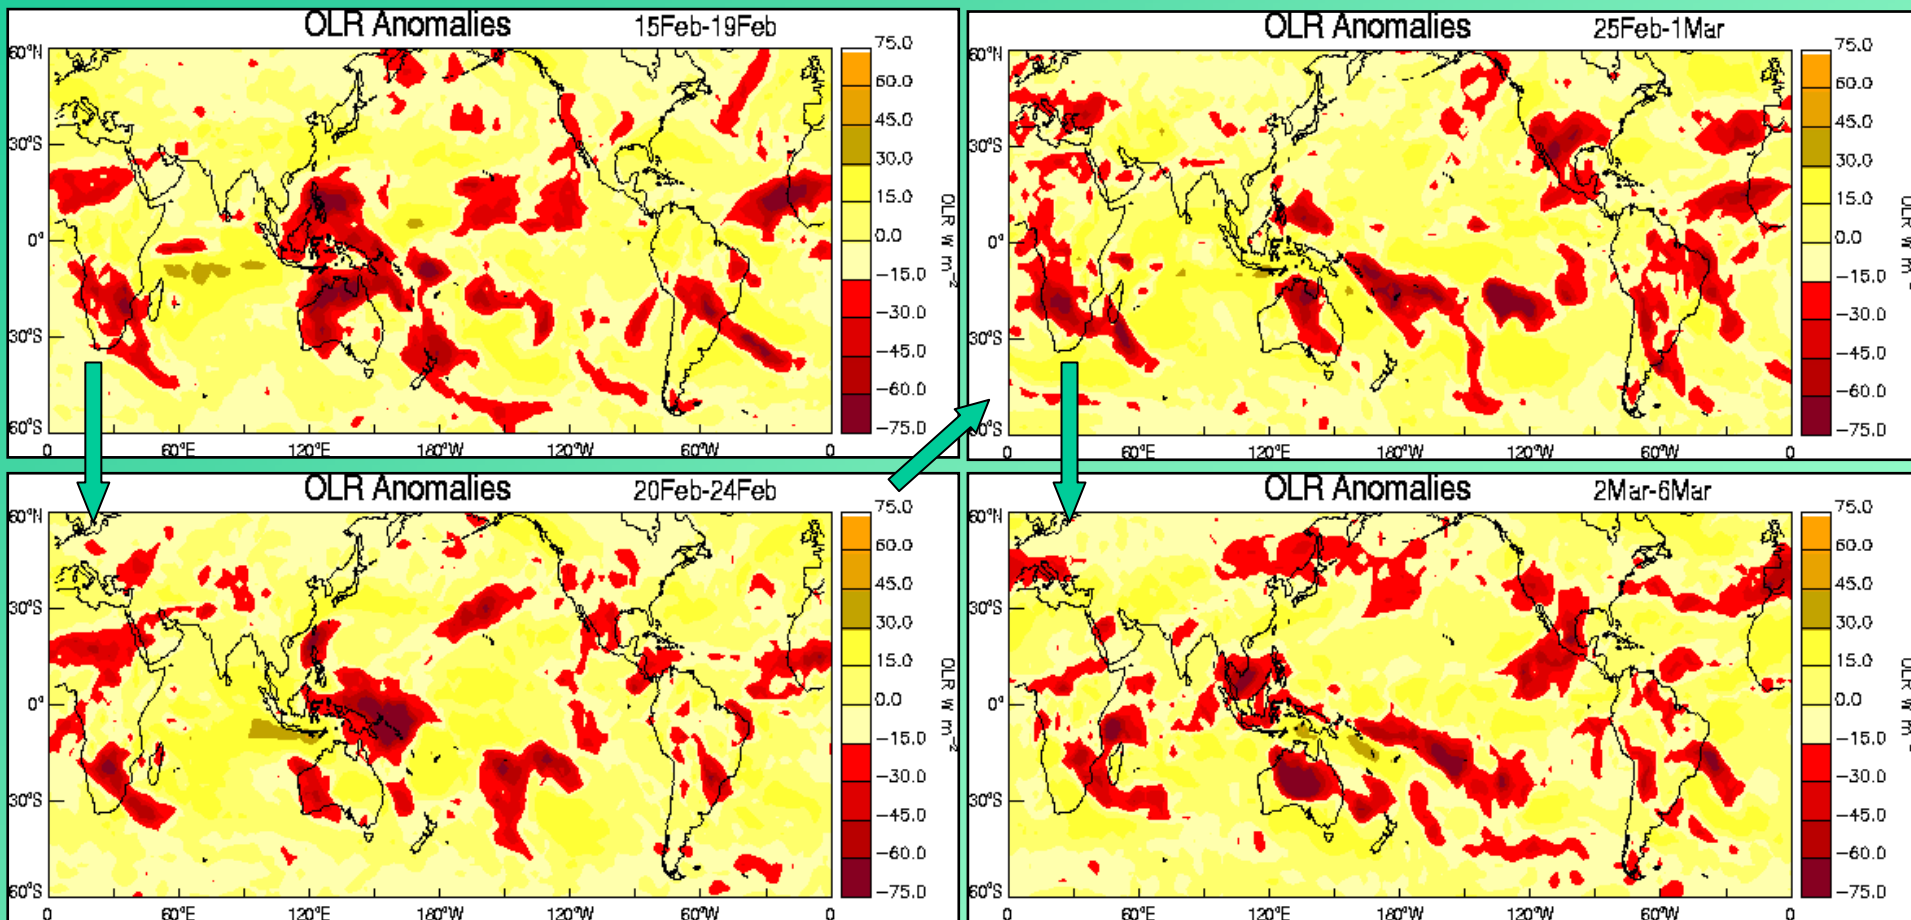 OLR Anomalies 15Feb-19Feb
60°N
30°S
0°
30°S
60°S
0 60°E 120°E 180°W 120°W 60°W 0
75.0
60.0
45.0
30.0
15.0
0.0
−15.0
−30.0
−45.0
−60.0
−75.0
OLR W m⁻²
OLR Anomalies 20Feb-24Feb
60°N
30°S
0°
30°S
60°S
0 60°E 120°E 180°W 120°W 60°W 0
75.0
60.0
45.0
30.0
15.0
0.0
−15.0
−30.0
−45.0
−60.0
−75.0
OLR W m⁻²
OLR Anomalies 25Feb-1Mar
60°N
30°S
0°
30°S
0°S
0 60°E 120°E 180°W 120°W 60°W 0
75.0
60.0
45.0
30.0
15.0
0.0
−15.0
−30.0
−45.0
−60.0
−75.0
OLR W m
OLR Anomalies 2Mar-6Mar
60°N
30°S
0°
30°S
60°S
0 60°E 120°E 180°W 120°W 60°W 0
75.0
60.0
45.0
30.0
15.0
0.0
−15.0
−30.0
−45.0
−60.0
−75.0
OLR W m